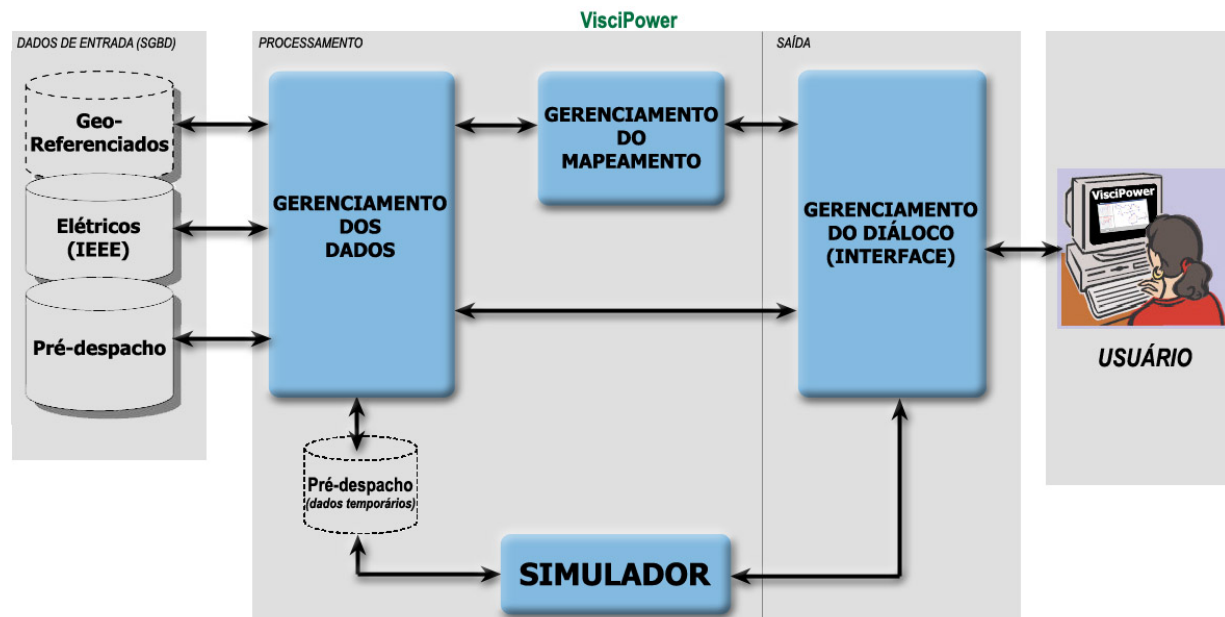 VisciPower
DADOS DE ENTRADA (SGBD)
PROCESSAMENTO
SAÍDA
Geo-
Referenciados
Elétricos
(IEEE)
Pré-despacho
GERENCIAMENTO
DOS
DADOS
GERENCIAMENTO
DO
MAPEAMENTO
GERENCIAMENTO
DO DIÁLOCO
(INTERFACE)
VisciPower
USUÁRIO
Pré-despacho
(dados temporários)
SIMULADOR